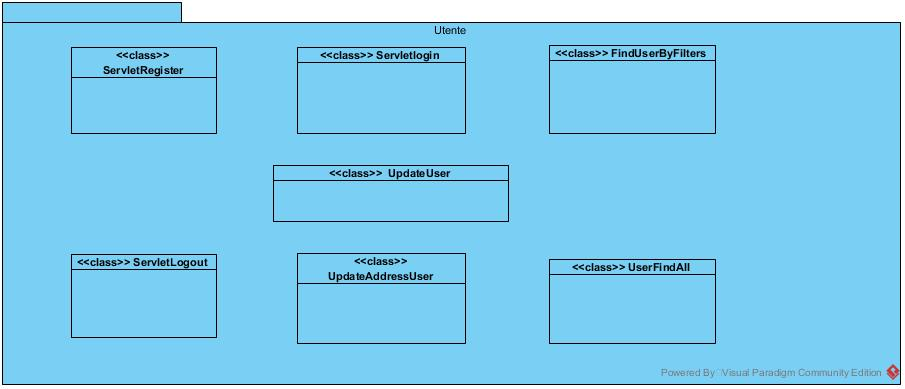 Utente
<<class>>
ServletRegister
<<class>> Servletlogin
<<class>> FindUserByFilters
<<class>> UpdateUser
<<class>> ServletLogout
<<class>>
UpdateAddressUser
<<class>> UserFindAll
Powered By Visual Paradigm Community Edition